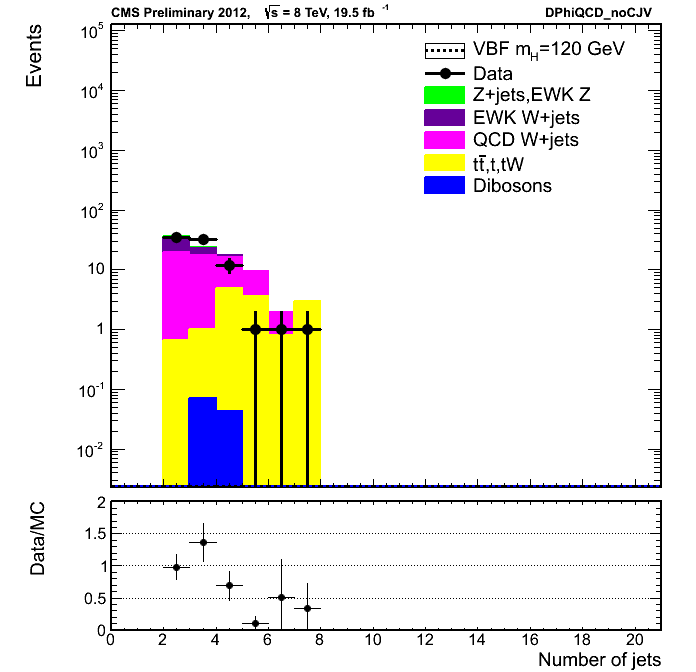 CMS Preliminary 2012, √s = 8 TeV, 19.5 fb⁻¹ DPhiQCD_noCJV
Events
10⁵
10⁴
10³
10²
10
1
10⁻¹
10⁻²
VBF m_H=120 GeV
Data
Z+jets,EWK Z
EWK W+jets
QCD W+jets
tt̄,t,tW
Dibosons
Data/MC
2
1.5
1
0.5
0
0 2 4 6 8 10 12 14 16 18 20
Number of jets